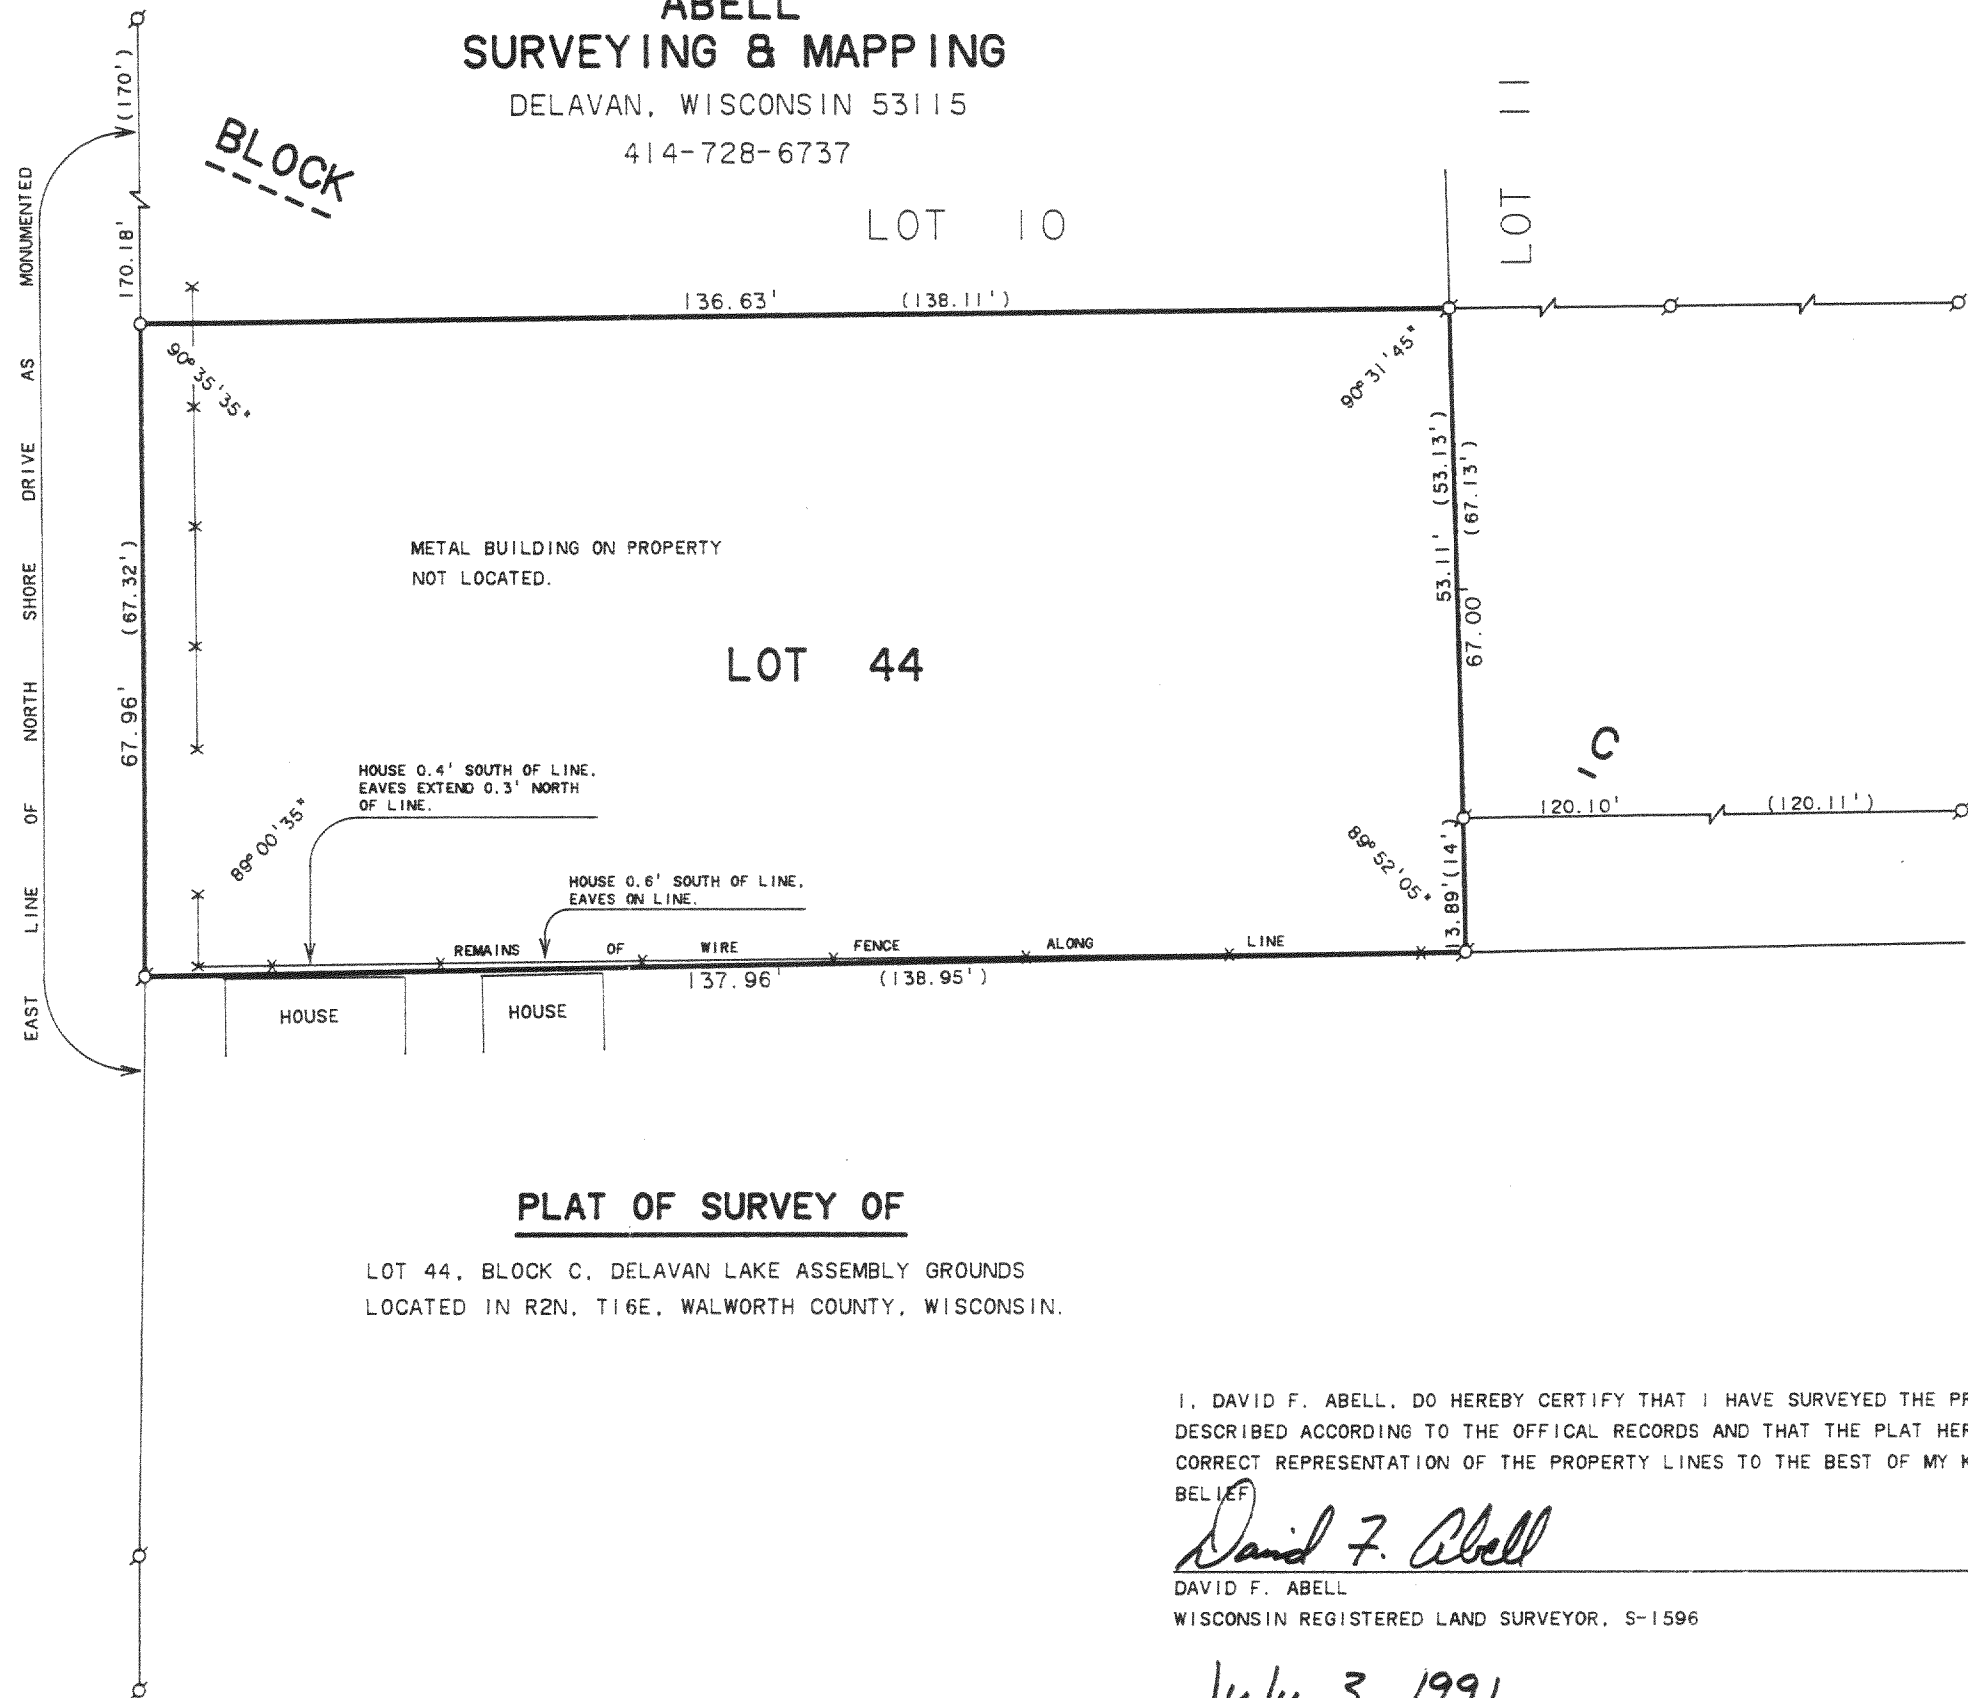 ABELL
SURVEYING & MAPPING
DELAVAN, WISCONSIN 53115
414-728-6737
BLOCK
LOT 10
LOT 11
(170')
170.18'
EAST LINE OF NORTH SHORE DRIVE AS MONUMENTED
136.63' (138.11')
90°35'35"
90°31'45"
53.11' (53.13')
67.00' (67.13')
METAL BUILDING ON PROPERTY
NOT LOCATED.
67.96' (67.32')
LOT 44
C
HOUSE 0.4' SOUTH OF LINE.
EAVES EXTEND 0.3' NORTH
OF LINE.
89°00'35"
120.10' (120.11')
89°52'05"
13.89'(14')
HOUSE 0.6' SOUTH OF LINE,
EAVES ON LINE.
REMAINS OF WIRE FENCE ALONG LINE
137.96' (138.95')
HOUSE
HOUSE
PLAT OF SURVEY OF
LOT 44, BLOCK C, DELAVAN LAKE ASSEMBLY GROUNDS
LOCATED IN R2N, T16E, WALWORTH COUNTY, WISCONSIN.
I, DAVID F. ABELL, DO HEREBY CERTIFY THAT I HAVE SURVEYED THE
DESCRIBED ACCORDING TO THE OFFICAL RECORDS AND THAT THE PLAT
CORRECT REPRESENTATION OF THE PROPERTY LINES TO THE BEST OF MY
BELIEF
David F. Abell
DAVID F. ABELL
WISCONSIN REGISTERED LAND SURVEYOR, S-1596
July 3, 1991